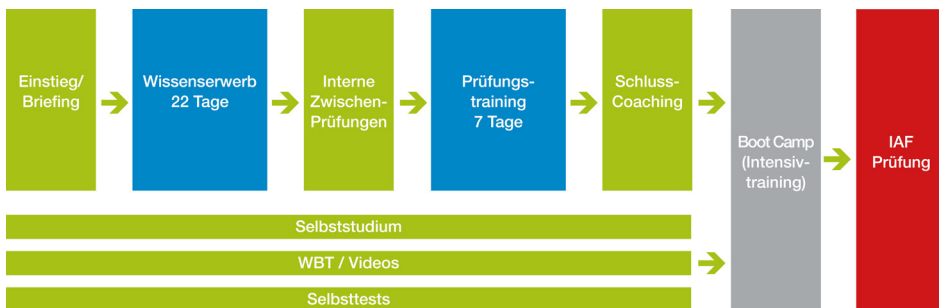 Einstieg/
Briefing
Wissenserwerb
22 Tage
Interne
Zwischen-
Prüfungen
Prüfungs-
training
7 Tage
Schluss-
Coaching
Boot Camp
(Intensiv-
training)
IAF
Prüfung
Selbststudium
WBT / Videos
Selbsttests